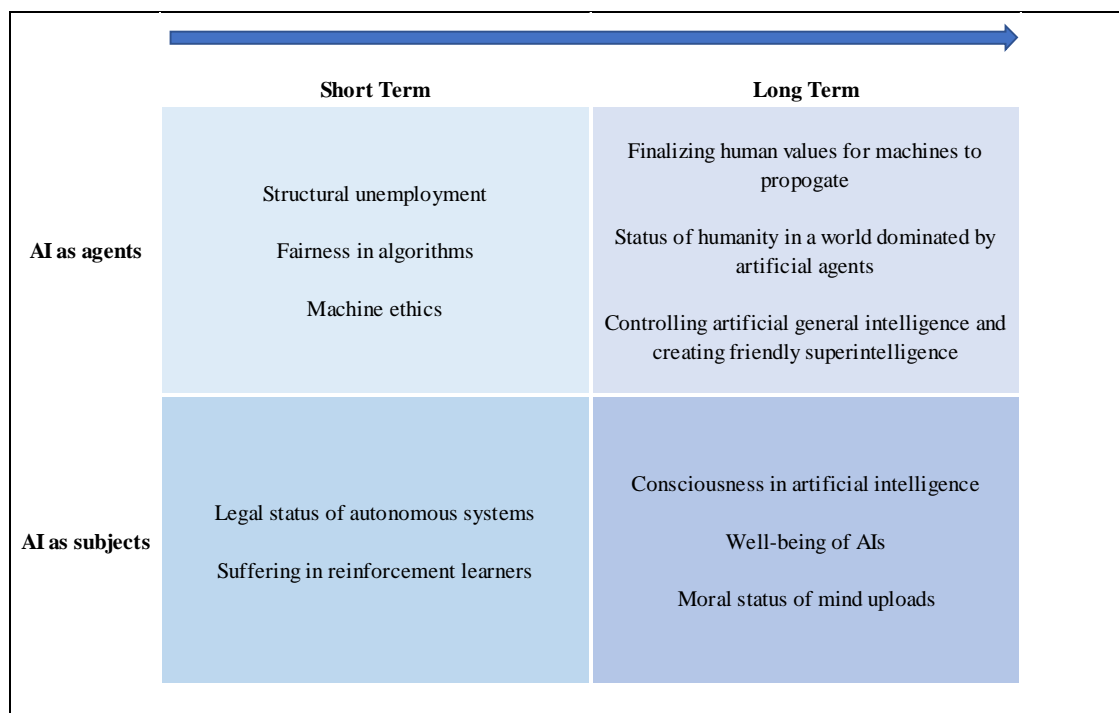 Short Term
Long Term
AI as agents
Structural unemployment
Fairness in algorithms
Machine ethics
Finalizing human values for machines to
propogate
Status of humanity in a world dominated by
artificial agents
Controlling artificial general intelligence and
creating friendly superintelligence
AI as subjects
Legal status of autonomous systems
Suffering in reinforcement learners
Consciousness in artificial intelligence
Well-being of AIs
Moral status of mind uploads